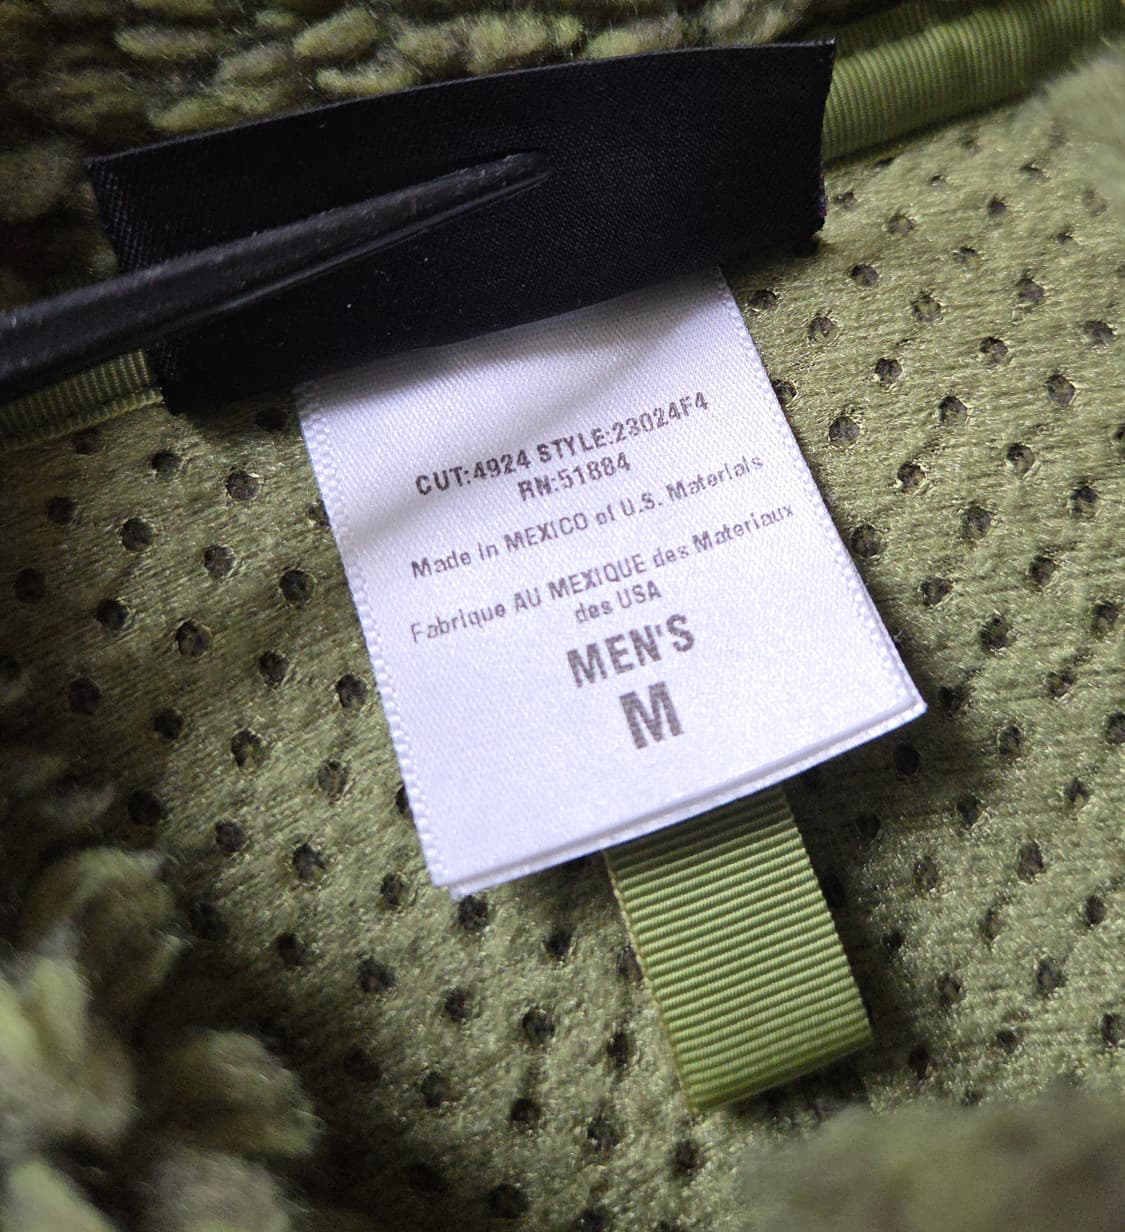 CUT:4924 STYLE:23024F4
RN:51884
Made in MEXICO of U.S. Materials
Fabrique AU MEXIQUE des Materiaux
des USA
MEN'S
M